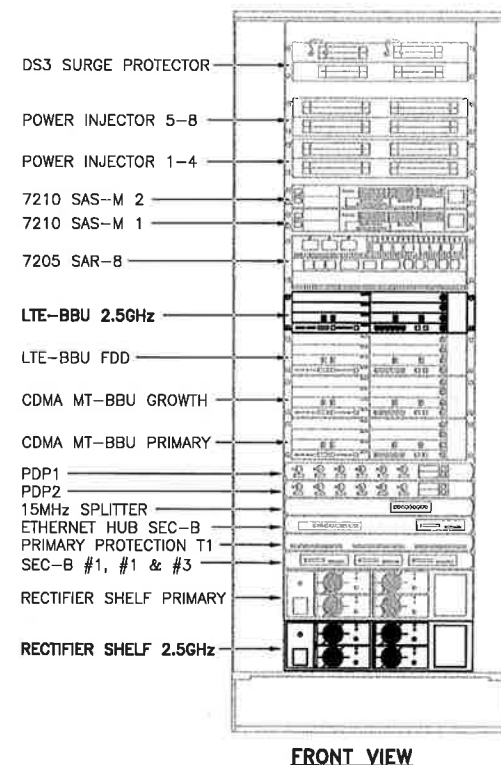 DS3 SURGE PROTECTOR
POWER INJECTOR 5-8
POWER INJECTOR 1-4
7210 SAS-M 2
7210 SAS-M 1
7205 SAR-8
LTE-BBU 2.5GHz
LTE-BBU FDD
CDMA MT-BBU GROWTH
CDMA MT-BBU PRIMARY
PDP1
PDP2
15MHz SPLITTER
ETHERNET HUB SEC-B
PRIMARY PROTECTION T1
SEC-B #1, #1 & #3
RECTIFIER SHELF PRIMARY
RECTIFIER SHELF 2.5GHz
FRONT VIEW